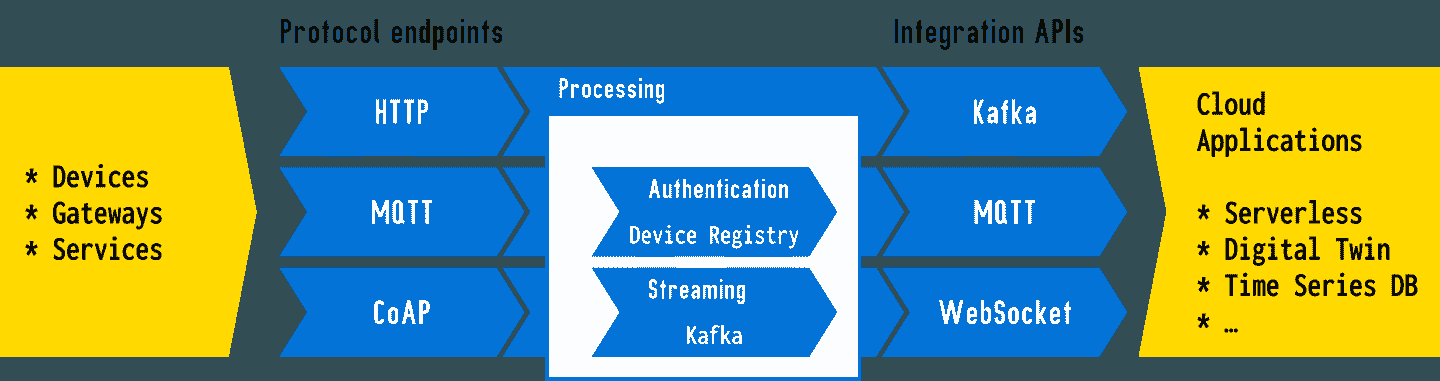 Protocol endpoints
Integration APIs
* Devices
* Gateways
* Services
HTTP
MQTT
CoAP
Processing
Authentication
Device Registry
Streaming
Kafka
Kafka
MQTT
WebSocket
Cloud
Applications
* Serverless
* Digital Twin
* Time Series DB
* …